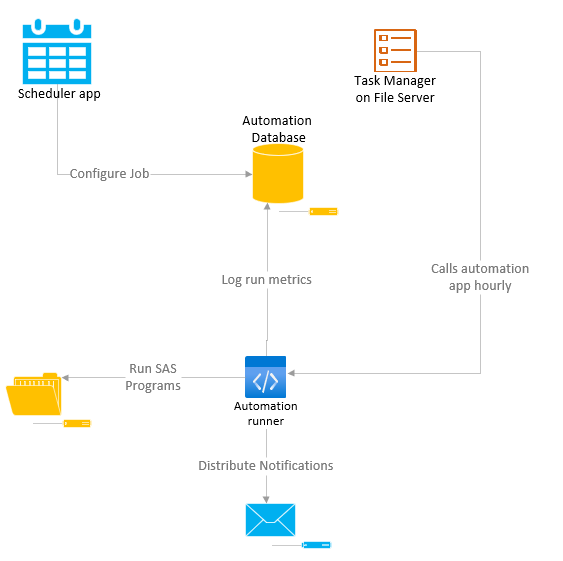 Scheduler app
Task Manager
on File Server
Automation
Database
Configure Job
Log run metrics
Calls automation
app hourly
Run SAS
Programs
Automation
runner
Distribute Notifications